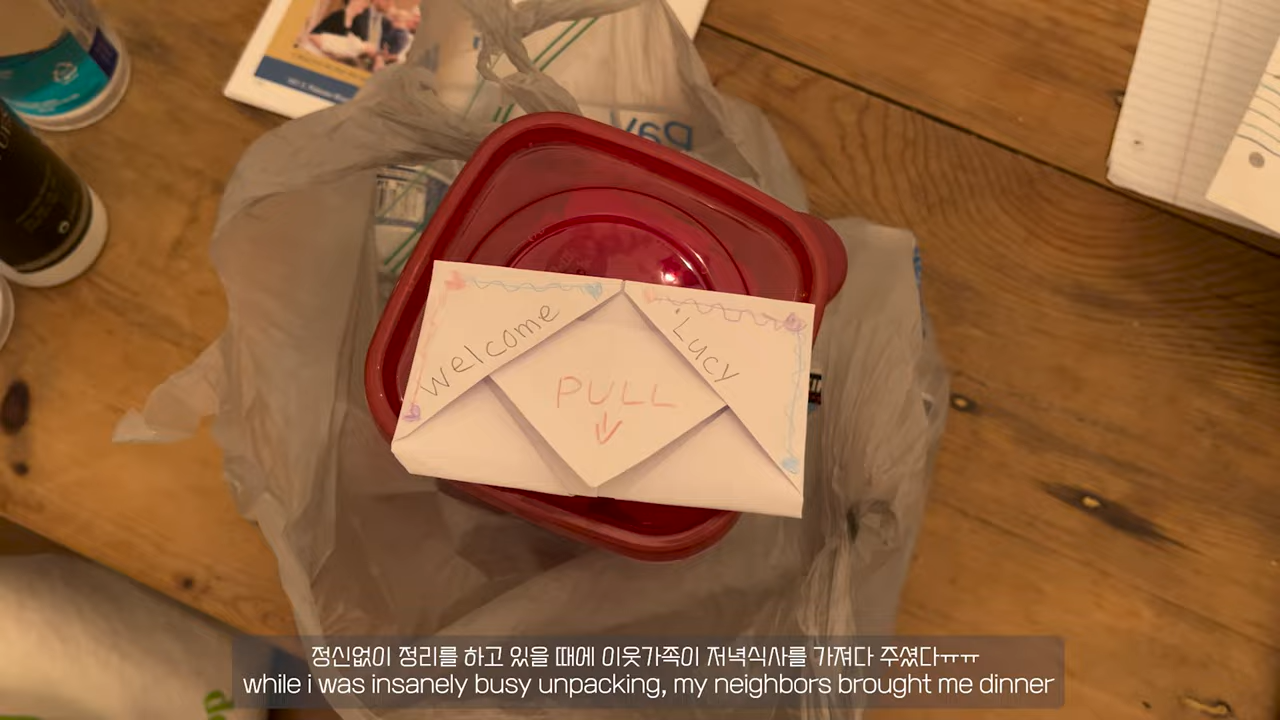 Welcome
Lucy
PULL
정신없이 정리를 하고 있을 때에 이웃가족이 저녁식사를 가져다 주셨다ㅠㅠ
while i was insanely busy unpacking, my neighbors brought me dinner